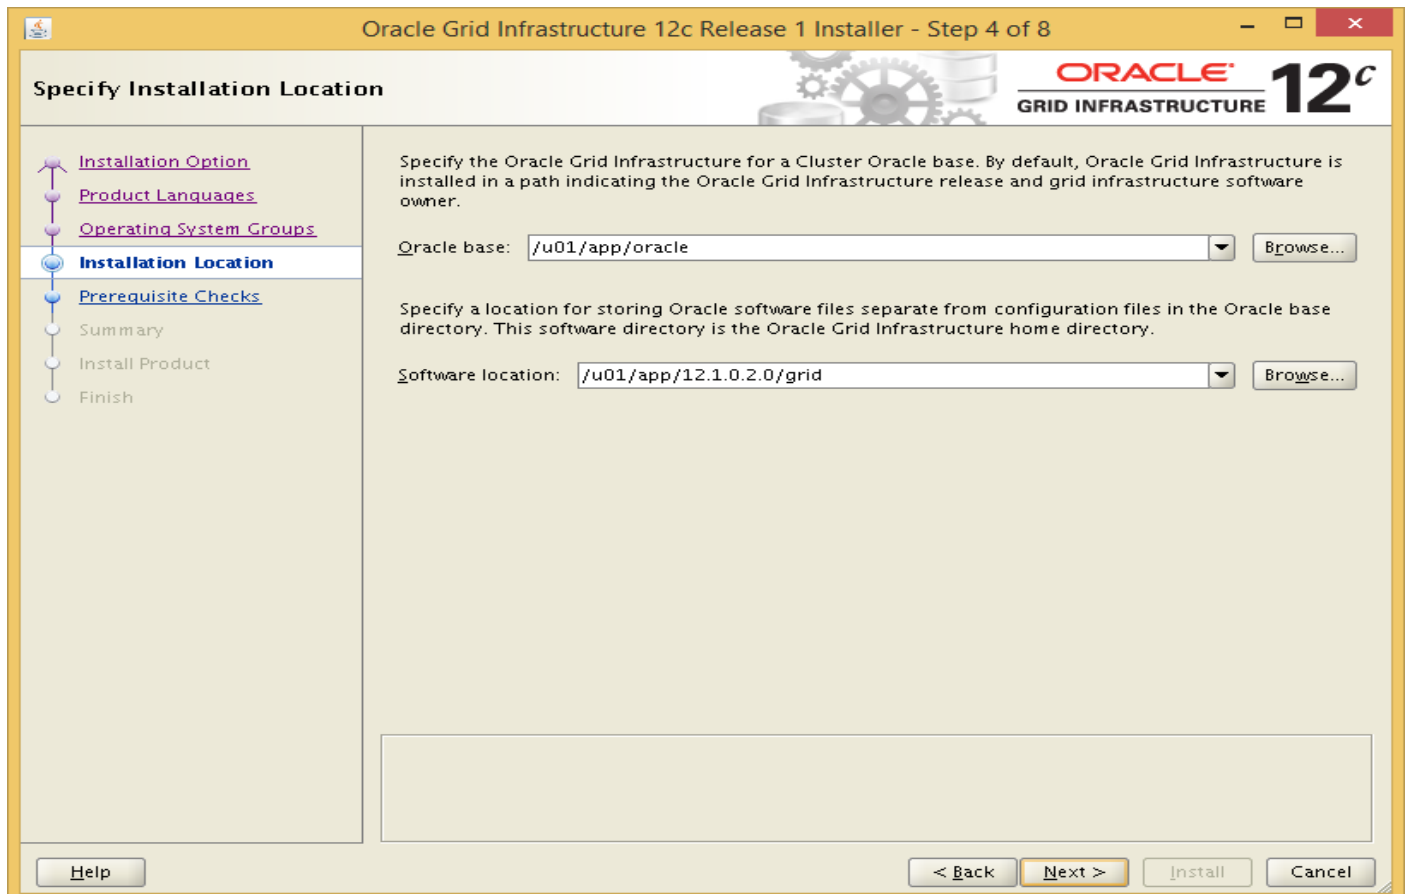 Oracle Grid Infrastructure 12c Release 1 Installer - Step 4 of 8
Specify Installation Location
ORACLE
GRID INFRASTRUCTURE
12c
Installation Option
Product Languages
Operating System Groups
Installation Location
Prerequisite Checks
Summary
Install Product
Finish
Specify the Oracle Grid Infrastructure for a Cluster Oracle base. By default, Oracle Grid Infrastructure is
installed in a path indicating the Oracle Grid Infrastructure release and grid infrastructure software
owner.
Oracle base: /u01/app/oracle Browse...
Specify a location for storing Oracle software files separate from configuration files in the Oracle base
directory. This software directory is the Oracle Grid Infrastructure home directory.
Software location: /u01/app/12.1.0.2.0/grid Browse...
Help < Back Next > Install Cancel